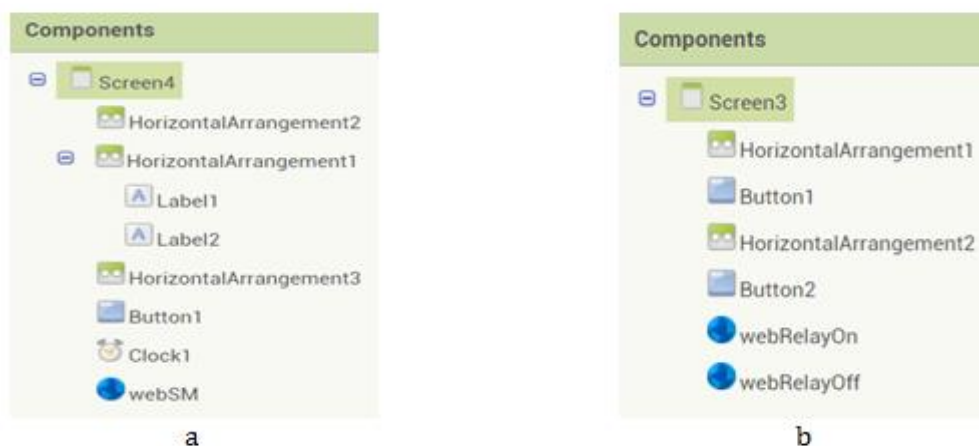 Components
Screen4
HorizontalArrangement2
HorizontalArrangement1
Label1
Label2
HorizontalArrangement3
Button1
Clock1
webSM
a
Components
Screen3
HorizontalArrangement1
Button1
HorizontalArrangement2
Button2
webRelayOn
webRelayOff
b